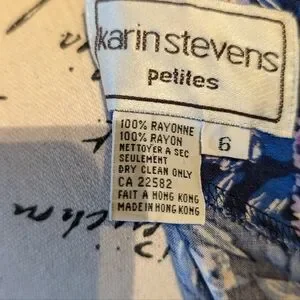 karin stevens
petites
6
100% RAYONNE
100% RAYON
NETTOYER A SEC
SEULEMENT
DRY CLEAN ONLY
CA 22582
FAIT A HONG KONG
MADE IN HONG KONG